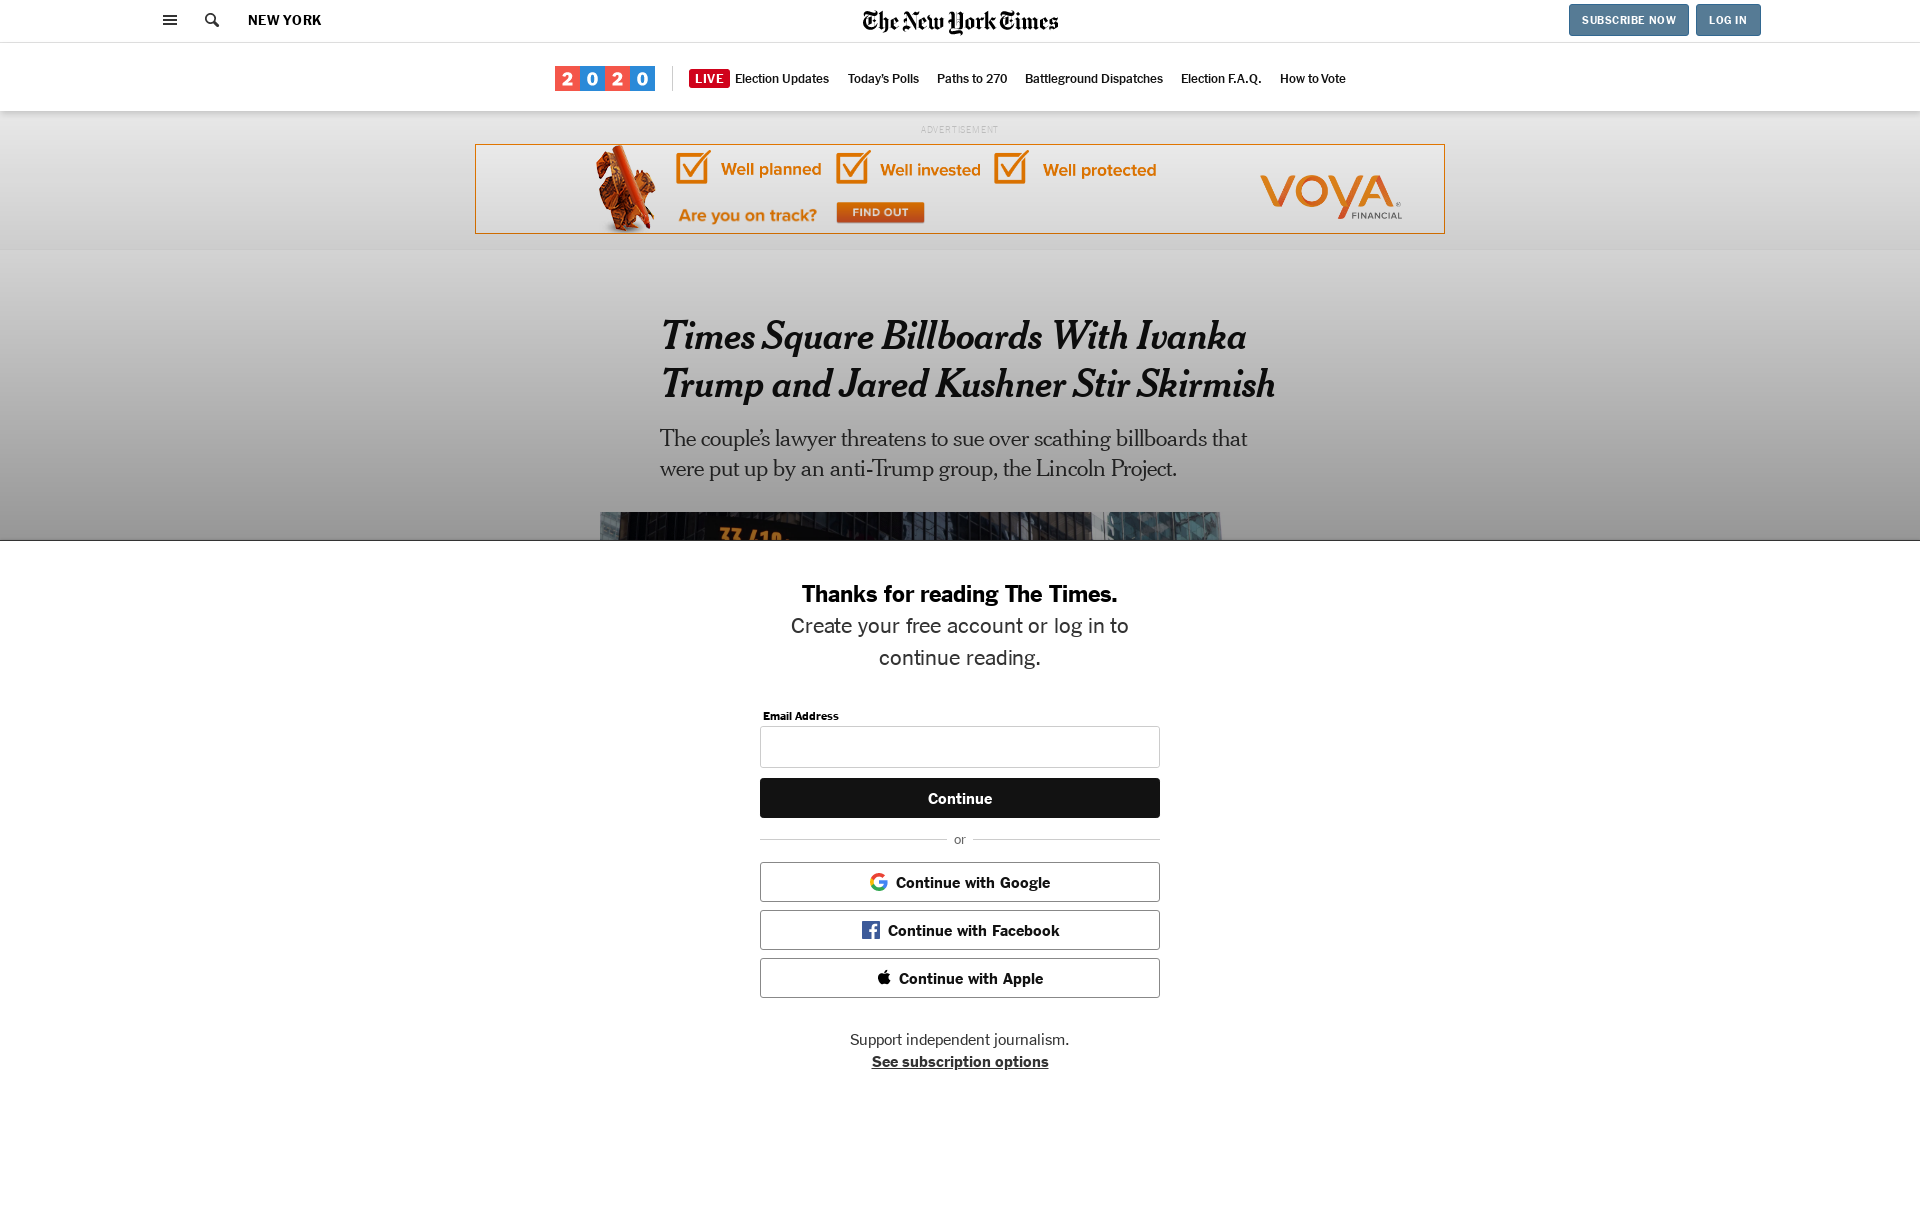 NEW YORK
The New York Times
SUBSCRIBE NOW
LOG IN
2020
LIVE Election Updates
Today's Polls
Paths to 270
Battleground Dispatches
Election F.A.Q.
How to Vote
ADVERTISEMENT
Well planned
Well invested
Well protected
Are you on track?
FIND OUT
VOYA®
FINANCIAL
Times Square Billboards With Ivanka
Trump and Jared Kushner Stir Skirmish
The couple’s lawyer threatens to sue over scathing billboards that
were put up by an anti-Trump group, the Lincoln Project.
Thanks for reading The Times.
Create your free account or log in to
continue reading.
Email Address
Continue
or
Continue with Google
Continue with Facebook
Continue with Apple
Support independent journalism.
See subscription options